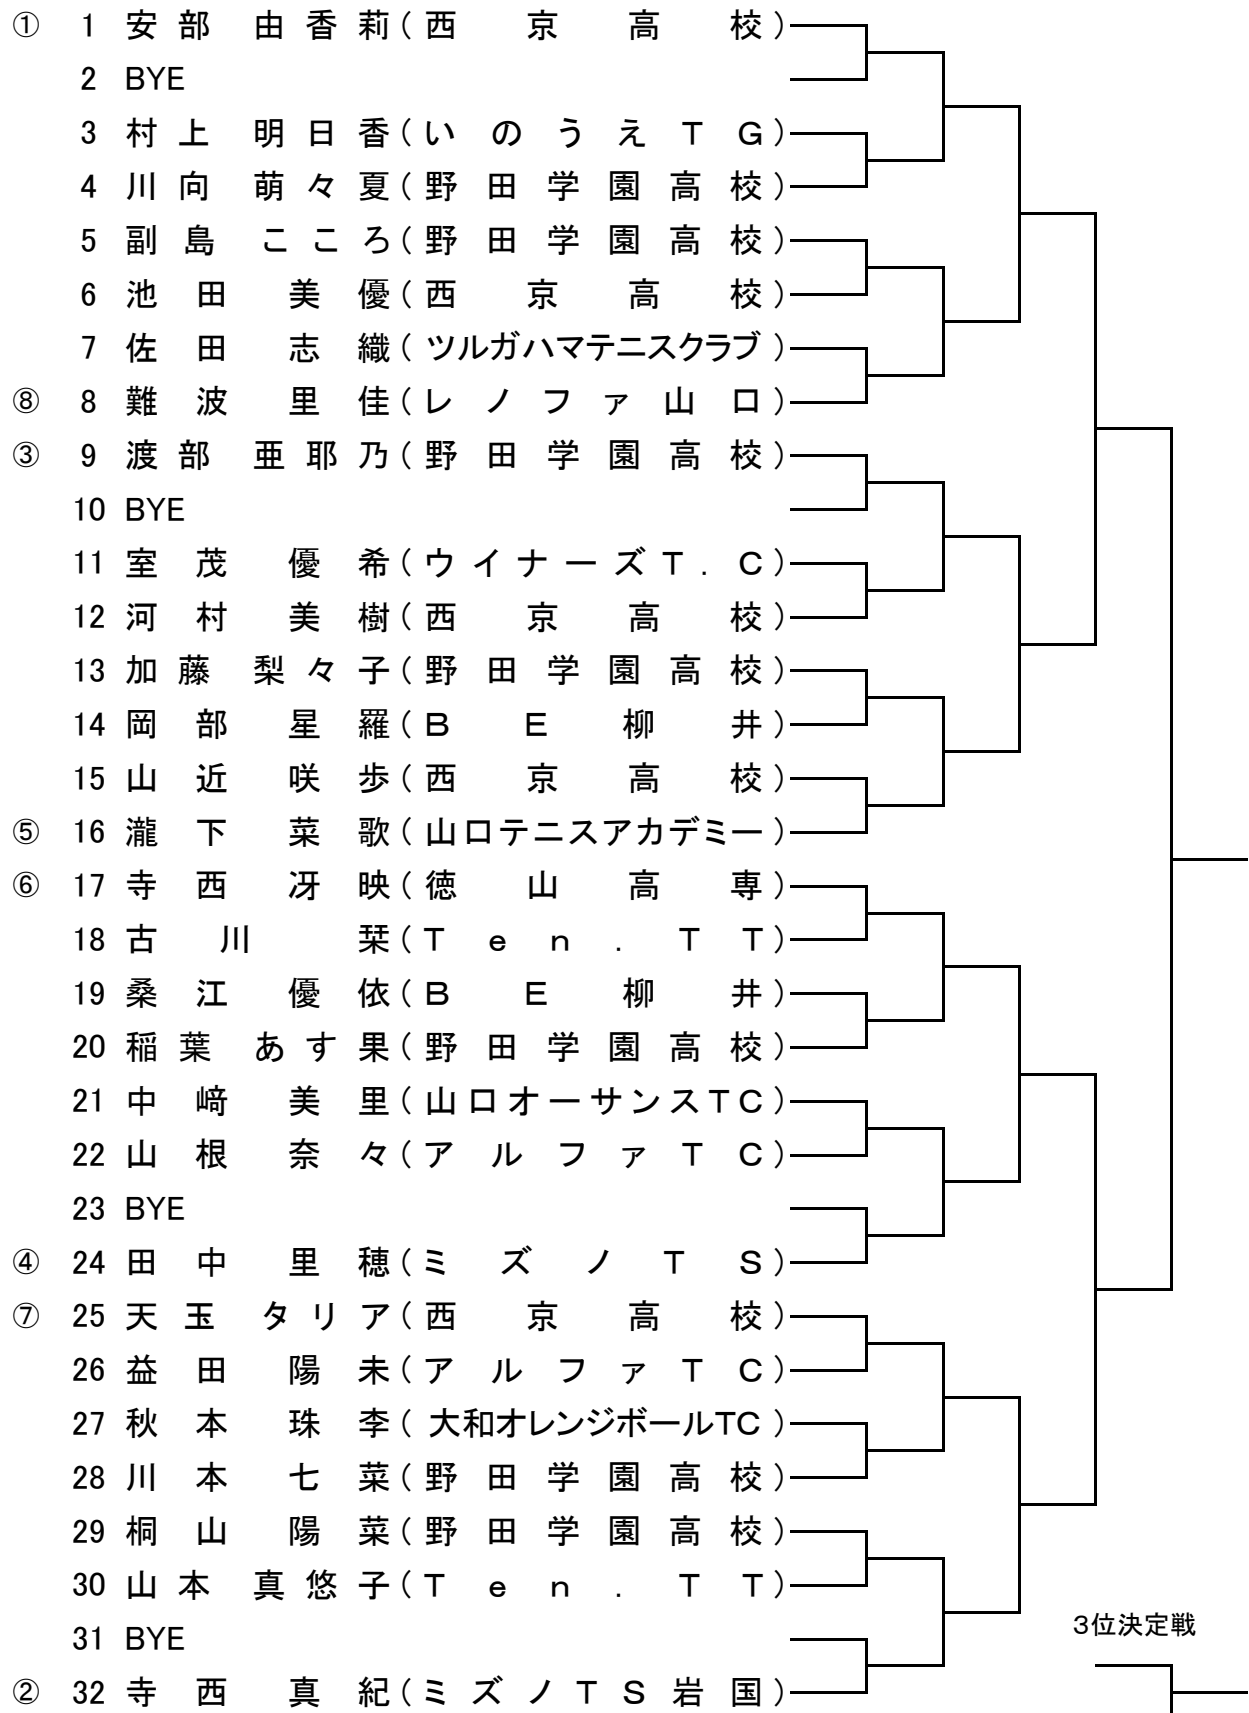 ① 1 安部 由香莉(西京高校)
2 BYE
3 村上 明日香(いのうえTG)
4 川向 萌々夏(野田学園高校)
5 副島 こころ(野田学園高校)
6 池田 美優(西京高校)
7 佐田 志織(ツルガハマテニスクラブ)
⑧ 8 難波 里佳(レノファ山口)
③ 9 渡部 亜耶乃(野田学園高校)
10 BYE
11 室茂 優希(ウイナーズT.C)
12 河村 美樹(西京高校)
13 加藤 梨々子(野田学園高校)
14 岡部 星羅(BE柳井)
15 山近 咲歩(西京高校)
⑤ 16 瀧下 菜歌(山口テニスアカデミー)
⑥ 17 寺西 冴映(徳山高専)
18 古川 栞(Ten.TT)
19 桑江 優依(BE柳井)
20 稲葉 あす果(野田学園高校)
21 中﨑 美里(山口オーサンスTC)
22 山根 奈々(アルファTC)
23 BYE
④ 24 田中 里穂(ミズノTS)
⑦ 25 天玉 タリア(西京高校)
26 益田 陽未(アルファTC)
27 秋本 珠李(大和オレンジボールTC)
28 川本 七菜(野田学園高校)
29 桐山 陽菜(野田学園高校)
30 山本 真悠子(Ten.TT)
3位決定戦
31 BYE
② 32 寺西 真紀(ミズノTS岩国)